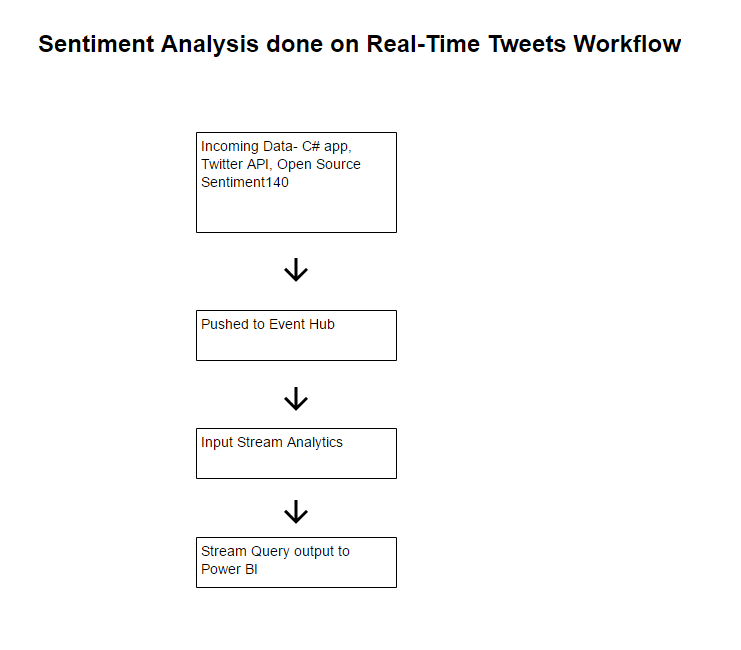 Sentiment Analysis done on Real-Time Tweets Workflow
Incoming Data- C# app,
Twitter API, Open Source
Sentiment140
Pushed to Event Hub
Input Stream Analytics
Stream Query output to
Power BI